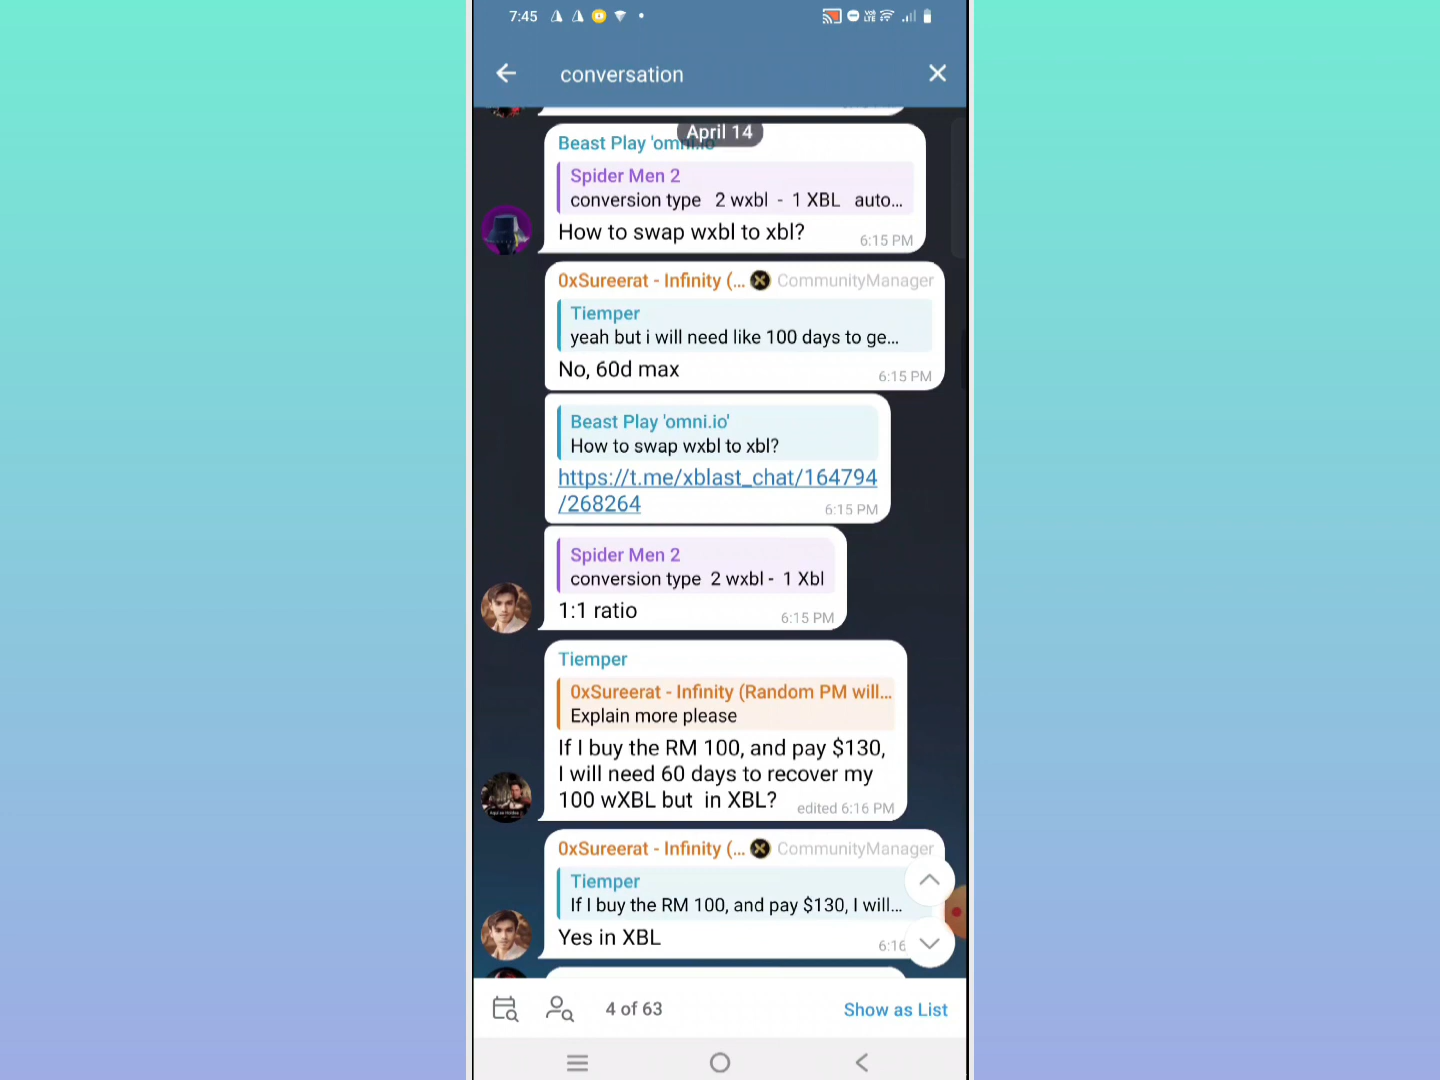 7:45
conversation
April 14
Beast Play 'omni.io
Spider Men 2
conversion type 2 wxbl - 1 XBL auto...
How to swap wxbl to xbl?
6:15 PM
0xSureerat - Infinity (... CommunityManager
Tiemper
yeah but i will need like 100 days to ge...
No, 60d max
6:15 PM
Beast Play 'omni.io'
How to swap wxbl to xbl?
https://t.me/xblast_chat/164794
/268264
6:15 PM
Spider Men 2
conversion type 2 wxbl - 1 Xbl
1:1 ratio
6:15 PM
Tiemper
0xSureerat - Infinity (Random PM will...
Explain more please
If I buy the RM 100, and pay $130,
I will need 60 days to recover my
100 wXBL but in XBL?
edited 6:16 PM
0xSureerat - Infinity (... CommunityManager
Tiemper
If I buy the RM 100, and pay $130, I will...
Yes in XBL
6:16
4 of 63
Show as List